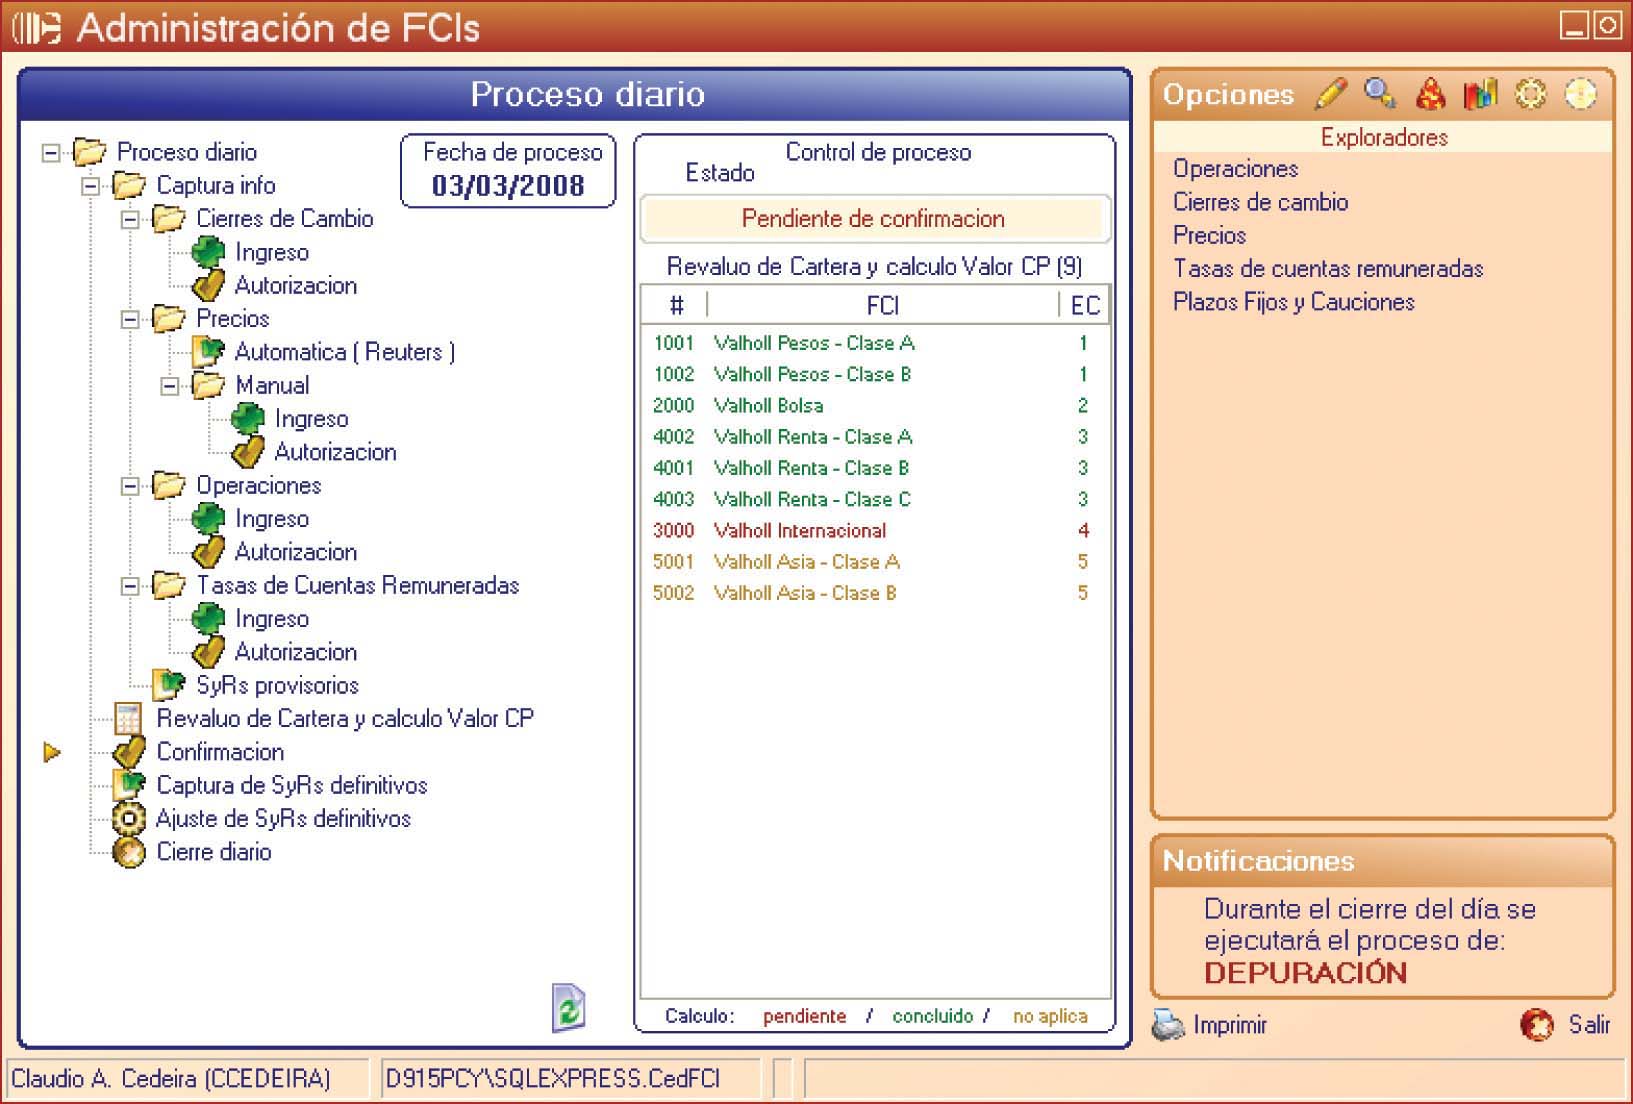 Administración de FCIs
Proceso diario
Proceso diario
Captura info
Cierres de Cambio
Ingreso
Autorizacion
Precios
Automatica ( Reuters )
Manual
Ingreso
Autorizacion
Operaciones
Ingreso
Autorizacion
Tasas de Cuentas Remuneradas
Ingreso
Autorizacion
SyRs provisorios
Revaluo de Cartera y calculo Valor CP
Confirmacion
Captura de SyRs definitivos
Ajuste de SyRs definitivos
Cierre diario
Fecha de proceso
03/03/2008
Control de proceso
Estado
Pendiente de confirmacion
Revaluo de Cartera y calculo Valor CP (9)
# FCI EC
1001 Valholl Pesos - Clase A 1
1002 Valholl Pesos - Clase B 1
2000 Valholl Bolsa 2
4002 Valholl Renta - Clase A 3
4001 Valholl Renta - Clase B 3
4003 Valholl Renta - Clase C 3
3000 Valholl Internacional 4
5001 Valholl Asia - Clase A 5
5002 Valholl Asia - Clase B 5
Calculo: pendiente / concluido / no aplica
Opciones
Exploradores
Operaciones
Cierres de cambio
Precios
Tasas de cuentas remuneradas
Plazos Fijos y Cauciones
Notificaciones
Durante el cierre del día se
ejecutará el proceso de:
DEPURACIÓN
Imprimir
Salir
Claudio A. Cedeira (CCEDEIRA)
D915PCY\SQLEXPRESS.CedFCI